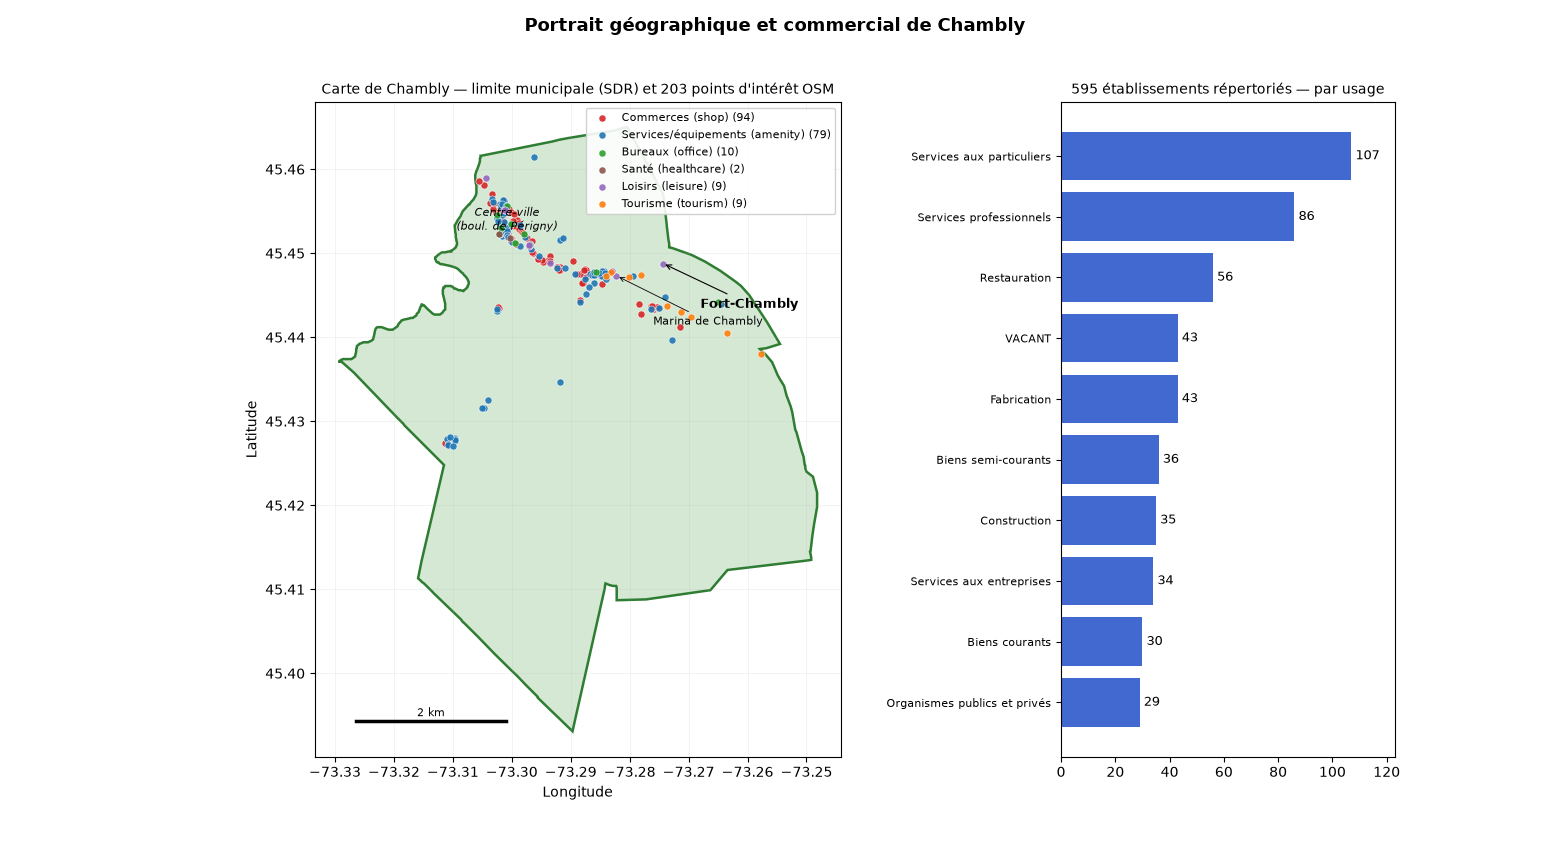 Portrait géographique et commercial de Chambly
Carte de Chambly — limite municipale (SDR) et 203 points d'intérêt OSM
Commerces (shop) (94)
Services/équipements (amenity) (79)
Bureaux (office) (10)
Santé (healthcare) (2)
Loisirs (leisure) (9)
Tourisme (tourism) (9)
45.46
45.45
45.44
45.43
45.42
45.41
45.40
Latitude
Centre-ville
(boul. de Périgny)
Fort-Chambly
Marina de Chambly
2 km
−73.33
−73.32
−73.31
−73.30
−73.29
−73.28
−73.27
−73.26
−73.25
Longitude
595 établissements répertoriés — par usage
Services aux particuliers 107
Services professionnels 86
Restauration 56
VACANT 43
Fabrication 43
Biens semi-courants 36
Construction 35
Services aux entreprises 34
Biens courants 30
Organismes publics et privés 29
0 20 40 60 80 100 120